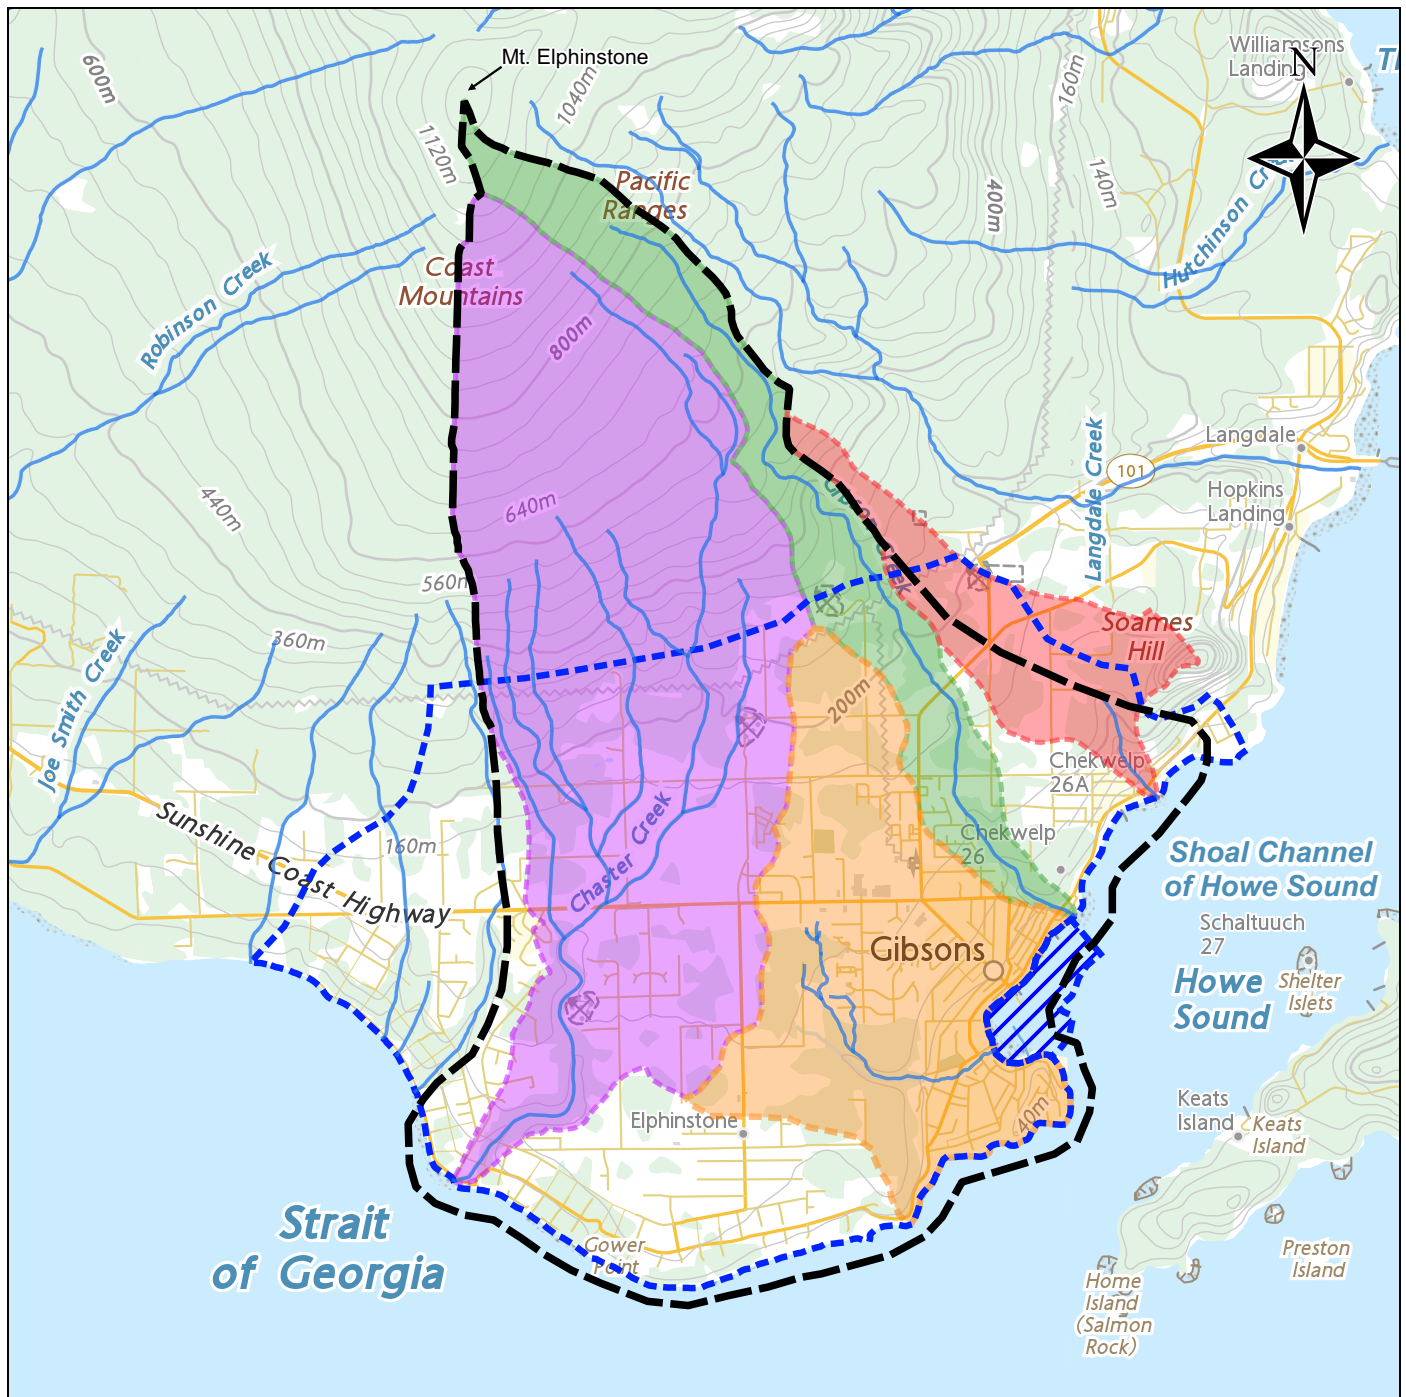 Williamsons
Landing
N
Mt. Elphinstone
600m
1040m
160m
1120m
140m
400m
Pacific
Ranges
Hutchinson
Coast
Mountains
Robinson Creek
800m
Langdale
Langdale Creek
101
Hopkins
Landing
640m
440m
Gibson Creek
560m
360m
Soames
Hill
Joe Smith Creek
200m
Chekwelp
26A
Sunshine Coast Highway
160m
Chaster Creek
Chekwelp
26
Shoal Channel
of Howe Sound
Schaltuuch
27
Gibsons
Howe
Sound
Shelter
Islets
Keats
Island
Keats
Island
40m
Elphinstone
Strait
of Georgia
Gower
Point
Preston
Island
Home
Island
(Salmon
Rock)